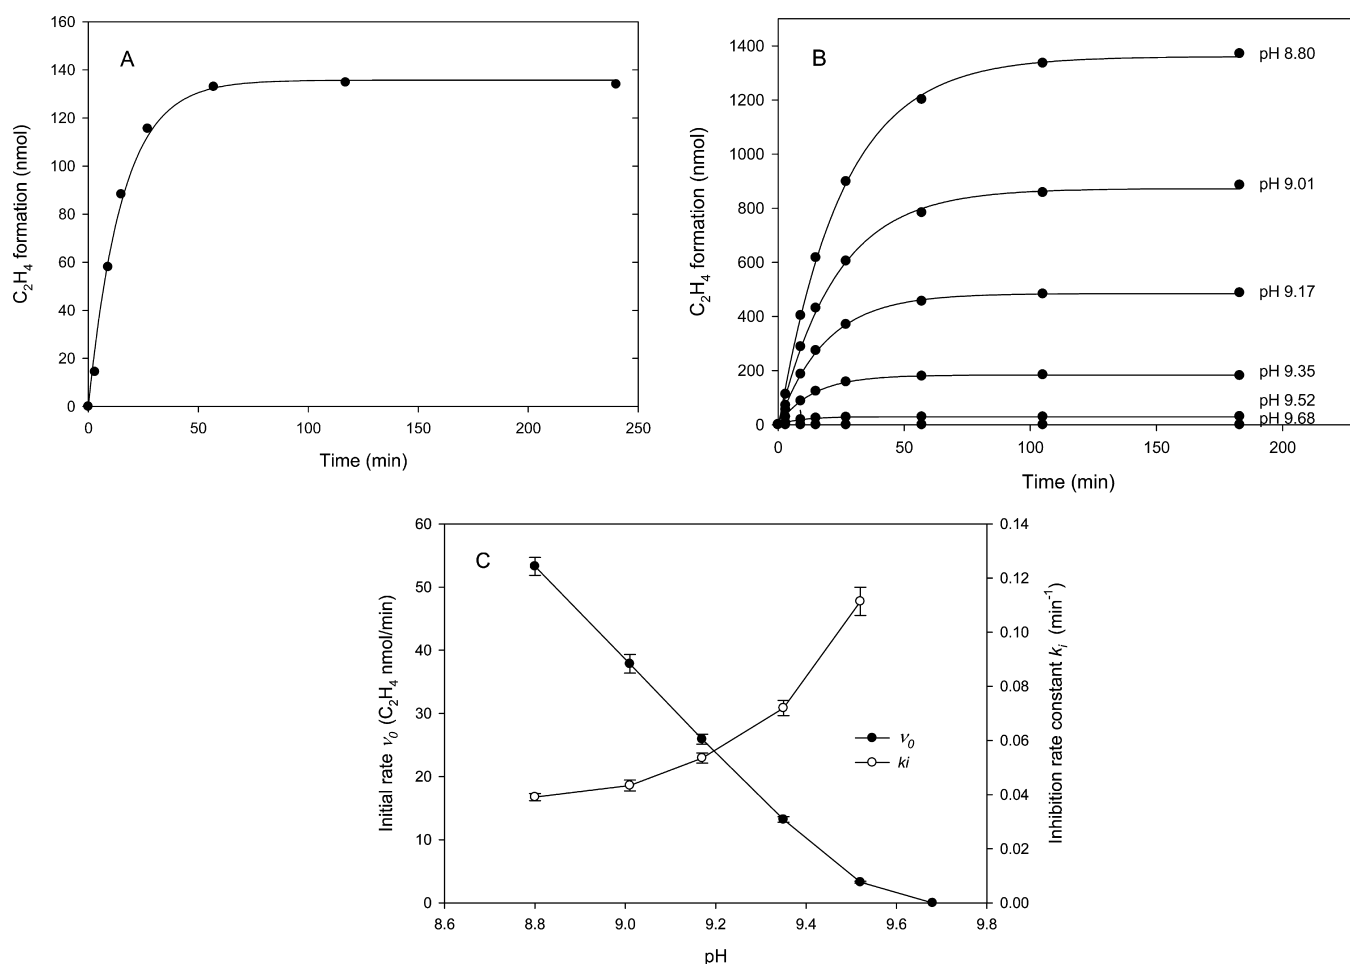 A
C2H4 formation (nmol)
160
140
120
100
80
60
40
20
0
0 50 100 150 200 250
Time (min)
B
C2H4 formation (nmol)
1400
1200
1000
800
600
400
200
0
pH 8.80
pH 9.01
pH 9.17
pH 9.35
pH 9.52
pH 9.68
0 50 100 150 200
Time (min)
C
Initial rate ν0 (C2H4 nmol/min)
60
50
40
30
20
10
0
ν0
ki
0.14
0.12
0.10
0.08
0.06
0.04
0.02
0.00
Inhibition rate constant ki (min-1)
8.6 8.8 9.0 9.2 9.4 9.6 9.8
pH